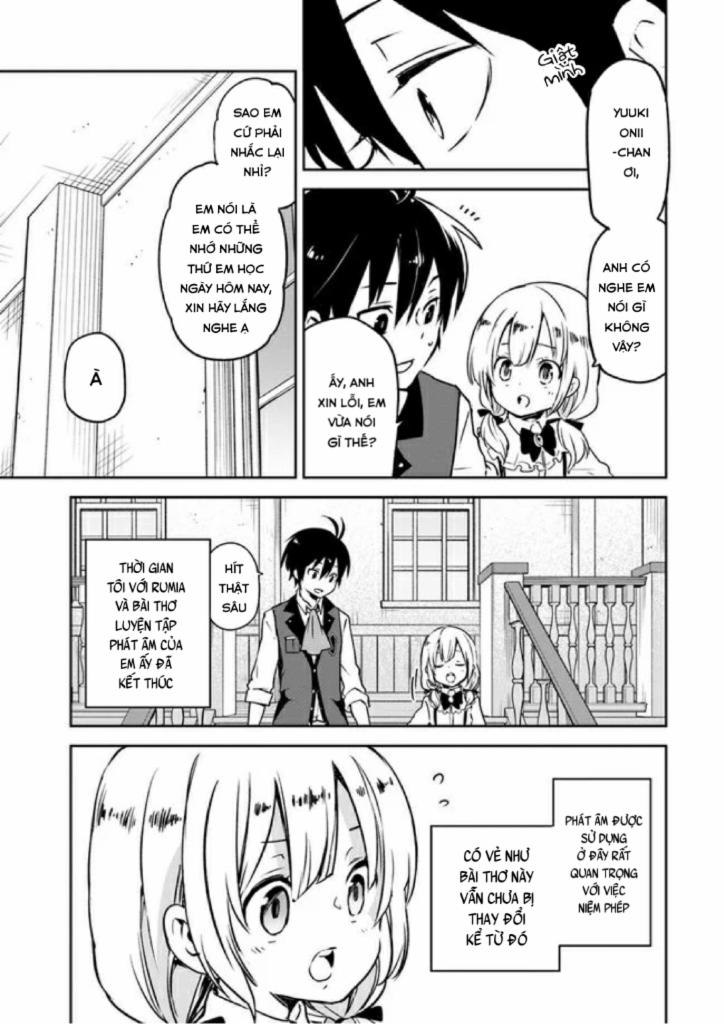 Giật
mình
YUUKI
ONII
-CHAN
ƠI,
ANH CÓ
NGHE EM
NÓI GÌ
KHÔNG
VẬY?
ẤY, ANH
XIN LỖI, EM
VỪA NÓI
GÌ THẾ?
SAO EM
CỨ PHẢI
NHẮC LẠI
NHỈ?
EM NÓI LÀ
EM CÓ THỂ
NHỚ NHỮNG
THỨ EM HỌC
NGÀY HÔM NAY,
XIN HÃY LẮNG
NGHE Ạ
À
HÍT
THẬT
SÂU
THỜI GIAN
TÔI VỚI RUMIA
VÀ BÀI THƠ
LUYỆN TẬP
PHÁT ÂM CỦA
EM ẤY ĐÃ
KẾT THÚC
PHÁT ÂM ĐƯỢC
SỬ DỤNG
Ở ĐÂY RẤT
QUAN TRỌNG
VỚI VIỆC
NIỆM PHÉP
CÓ VẺ NHƯ
BÀI THƠ NÀY
VẪN CHƯA BỊ
THAY ĐỔI
KỂ TỪ ĐÓ